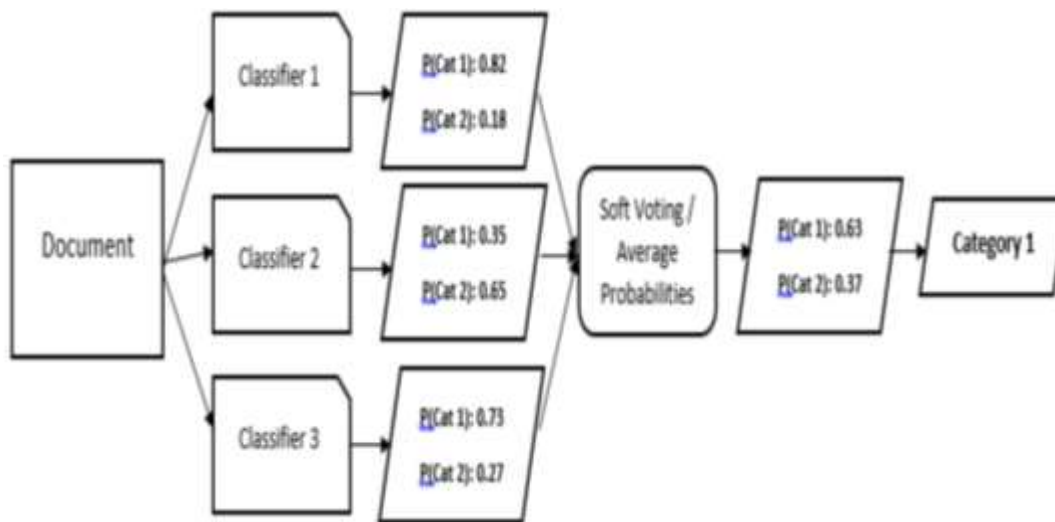 Document
Classifier 1
P(Cat 1): 0.82
P(Cat 2): 0.18
Classifier 2
P(Cat 1): 0.35
P(Cat 2): 0.65
Classifier 3
P(Cat 1): 0.73
P(Cat 2): 0.27
Soft Voting /
Average
Probabilities
P(Cat 1): 0.63
P(Cat 2): 0.37
Category 1